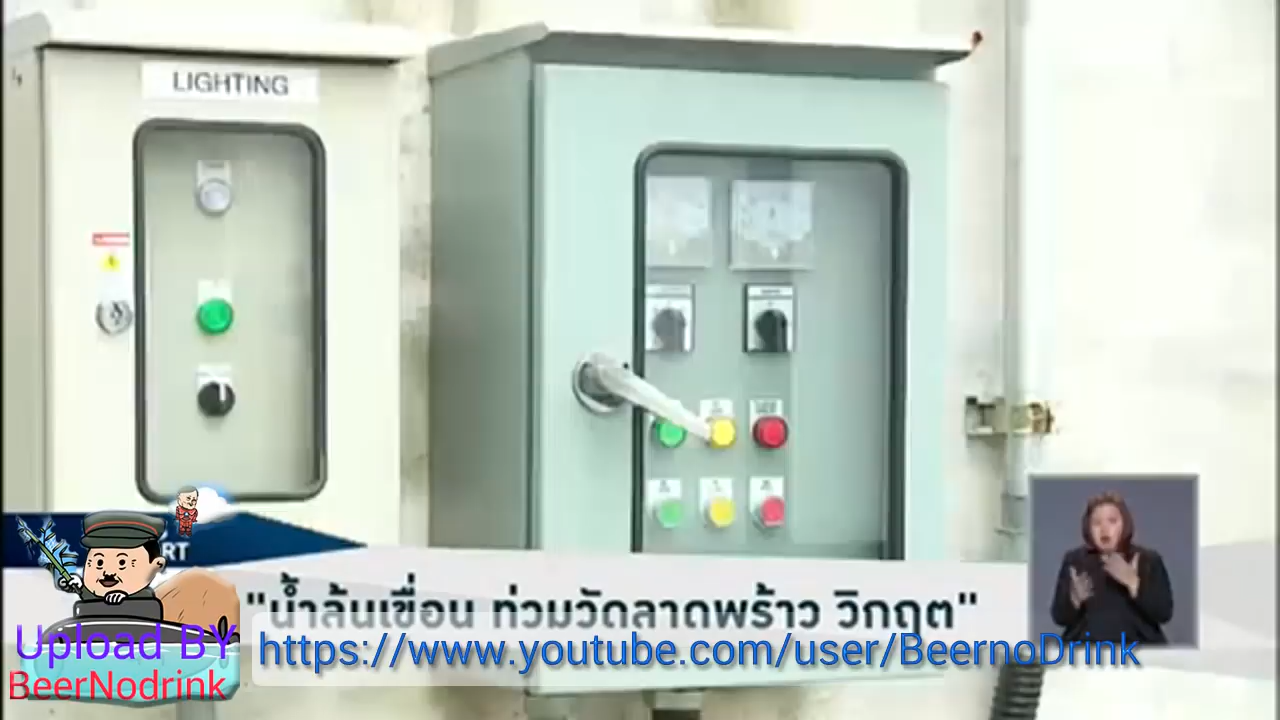 LIGHTING
RT
"น้ำล้นเขื่อน ท่วมวัดลาดพร้าว วิกฤต"
Upload BY
https://www.youtube.com/user/BeernoDrink
BeerNodrink